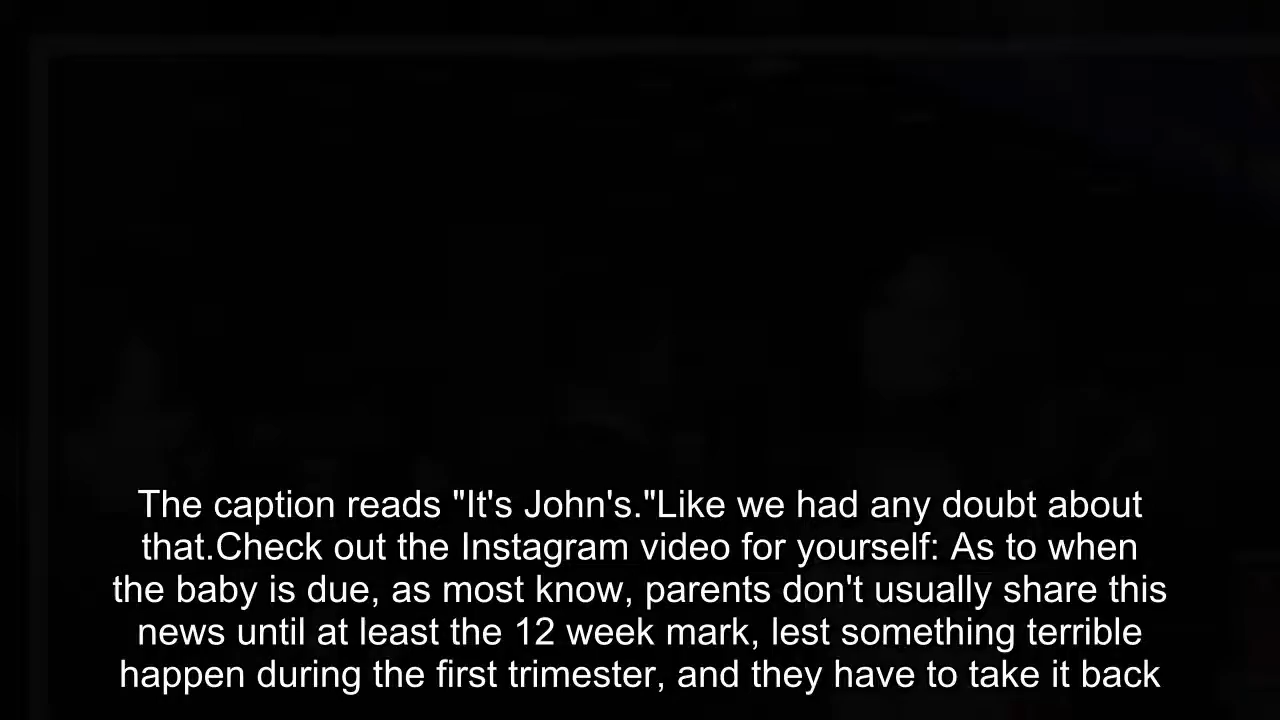 The caption reads "It's John's."Like we had any doubt about
that.Check out the Instagram video for yourself: As to when
the baby is due, as most know, parents don't usually share this
news until at least the 12 week mark, lest something terrible
happen during the first trimester, and they have to take it back